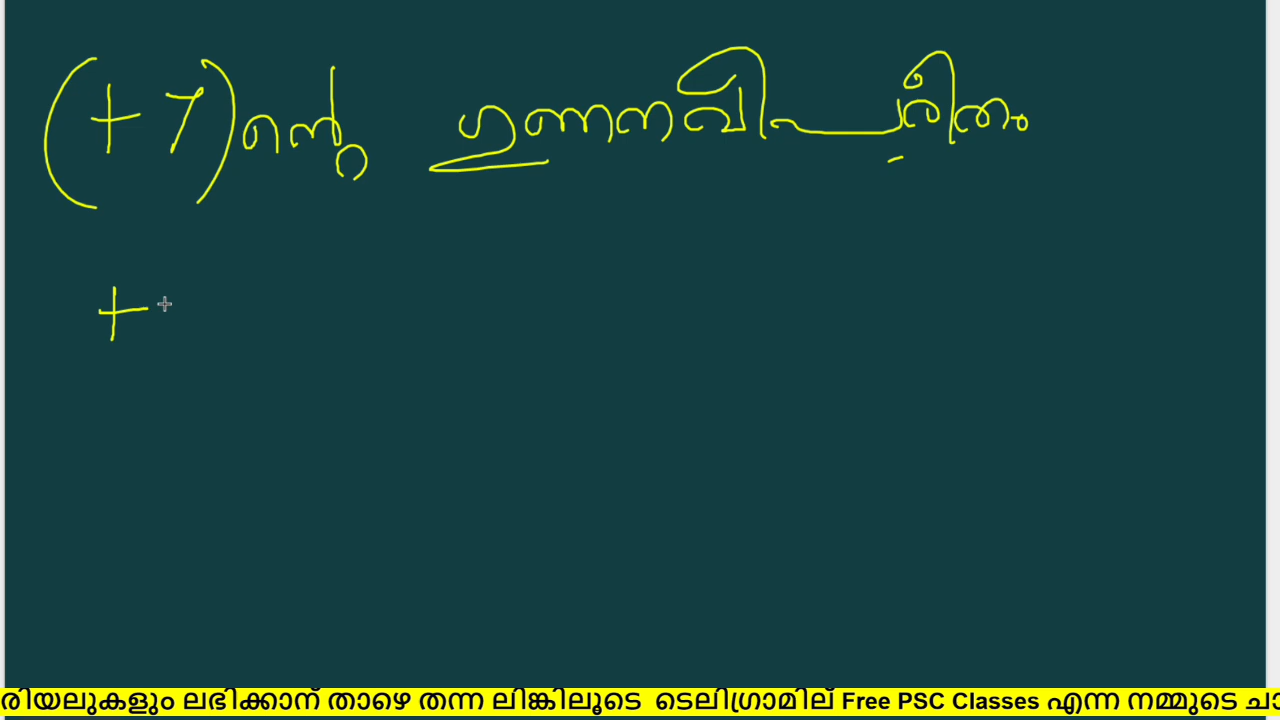 (+7) ന്റെ ഗുണനവിപരീതം
+
രിയലുകളും ലഭിക്കാന് താഴെ തന്ന ലിങ്കിലൂടെ ടെലിഗ്രാമില് Free PSC Classes എന്ന നമ്മുടെ ചാ